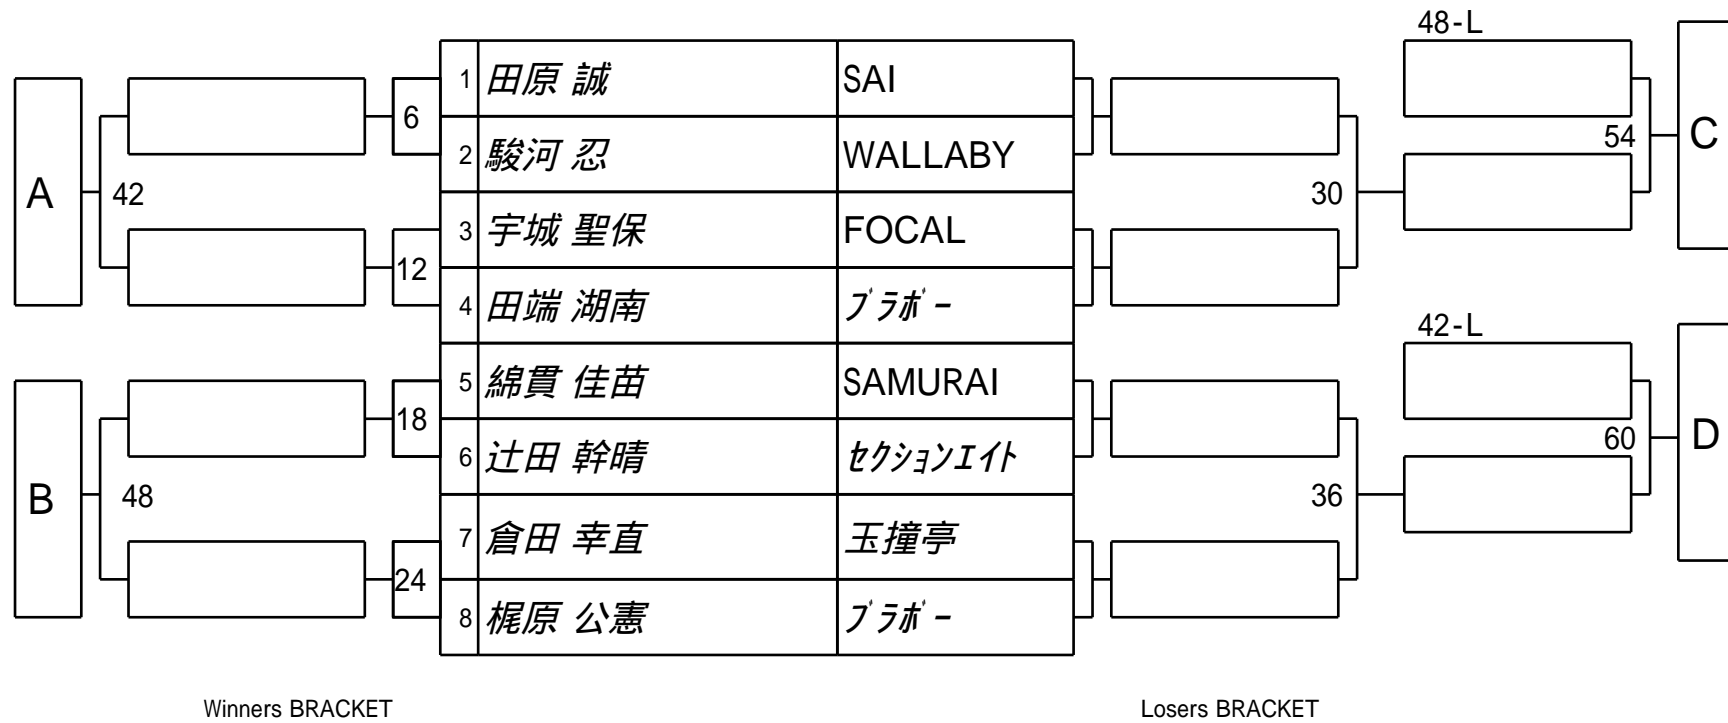 48-L
1 田原 誠 SAI
6
54 C
2 駿河 忍 WALLABY
A 42 30
3 宇城 聖保 FOCAL
12
4 田端 湖南 ﾌﾞﾗﾎﾞｰ
42-L
5 綿貫 佳苗 SAMURAI
18
60 D
6 辻田 幹晴 ｾｸｼｮﾝｴｲﾄ
B 48 36
7 倉田 幸直 玉撞亭
24
8 梶原 公憲 ﾌﾞﾗﾎﾞｰ
Winners BRACKET Losers BRACKET